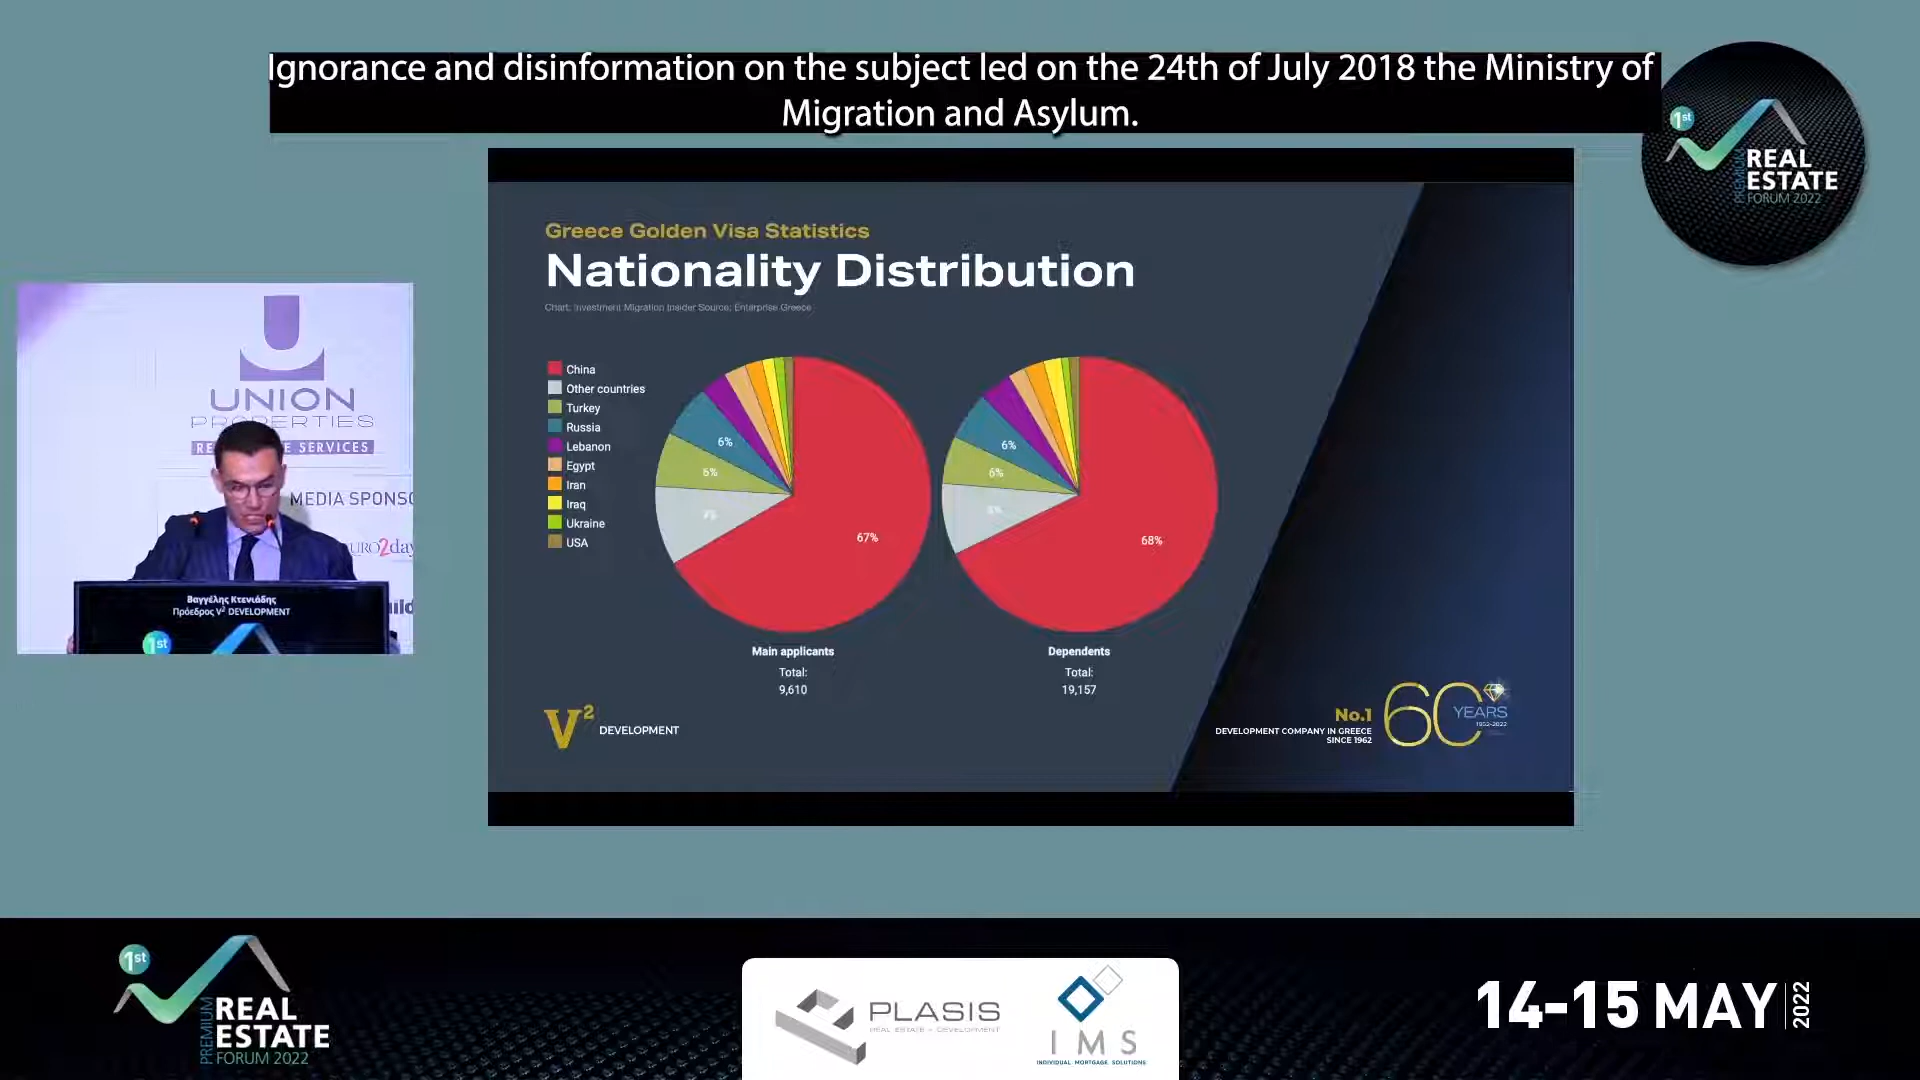 Ignorance and disinformation on the subject led on the 24th of July 2018 the Ministry of
Migration and Asylum.
1st
PREMIUM
REAL
ESTATE
FORUM 2022
Greece Golden Visa Statistics
Nationality Distribution
Chart: Investment Migration Insider Source: Enterprise Greece
China
Other countries
Turkey
Russia
Lebanon
Egypt
Iran
Iraq
Ukraine
USA
6%
6%
67%
Main applicants
Total:
9,610
6%
6%
68%
Dependents
Total:
19,157
V2 DEVELOPMENT
No.1
DEVELOPMENT COMPANY IN GREECE
SINCE 1962
60 YEARS
1962-2022
UNION
PROPERTIES
SERVICES
MEDIA SPONSO
URO2day
Βαγγέλης Κτενιάδης
Πρόεδρος V2 DEVELOPMENT
1st
1st
PREMIUM
REAL
ESTATE
FORUM 2022
PLASIS
REAL ESTATE - DEVELOPMENT
IMS
INDIVIDUAL MORTGAGE SOLUTIONS
14-15 MAY 2022